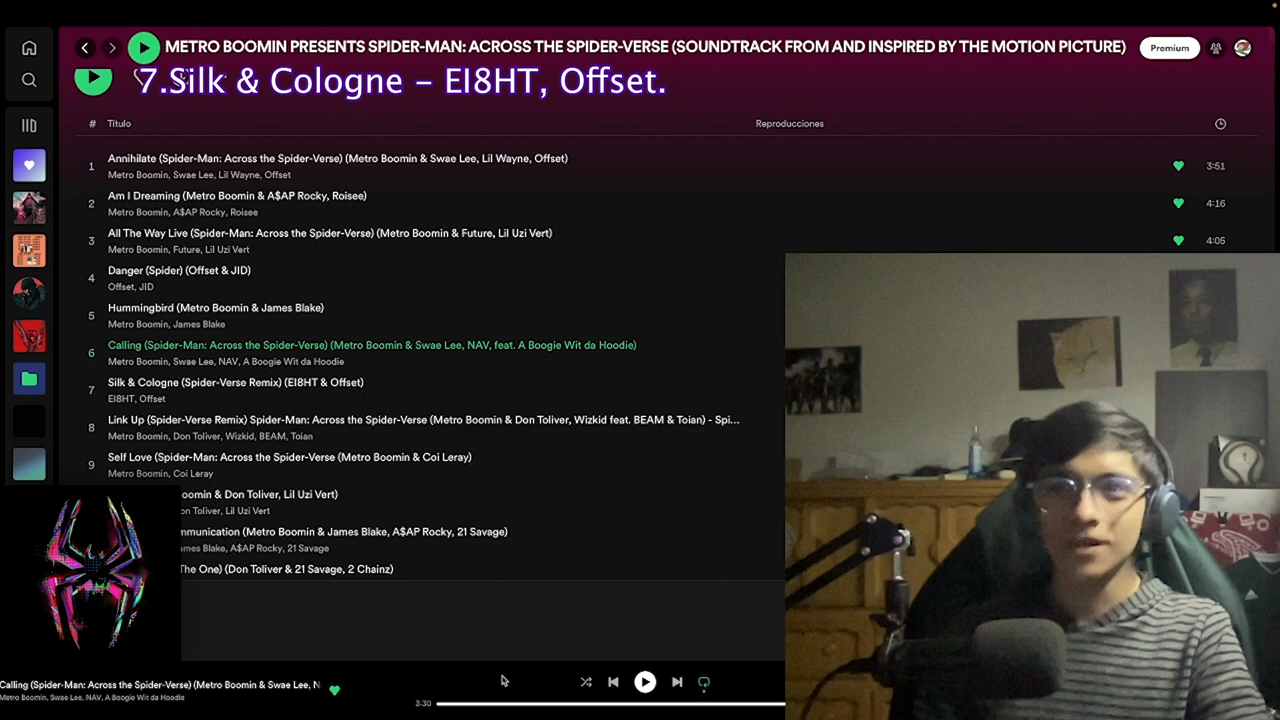 METRO BOOMIN PRESENTS SPIDER-MAN: ACROSS THE SPIDER-VERSE (SOUNDTRACK FROM AND INSPIRED BY THE MOTION PICTURE)
Premium
7.Silk & Cologne – EI8HT, Offset.
# Título Reproducciones
1 Annihilate (Spider-Man: Across the Spider-Verse) (Metro Boomin & Swae Lee, Lil Wayne, Offset) 3:51
Metro Boomin, Swae Lee, Lil Wayne, Offset
2 Am I Dreaming (Metro Boomin & A$AP Rocky, Roisee) 4:16
Metro Boomin, A$AP Rocky, Roisee
3 All The Way Live (Spider-Man: Across the Spider-Verse) (Metro Boomin & Future, Lil Uzi Vert) 4:05
Metro Boomin, Future, Lil Uzi Vert
4 Danger (Spider) (Offset & JID)
Offset, JID
5 Hummingbird (Metro Boomin & James Blake)
Metro Boomin, James Blake
6 Calling (Spider-Man: Across the Spider-Verse) (Metro Boomin & Swae Lee, NAV, feat. A Boogie Wit da Hoodie)
Metro Boomin, Swae Lee, NAV, A Boogie Wit da Hoodie
7 Silk & Cologne (Spider-Verse Remix) (EI8HT & Offset)
EI8HT, Offset
8 Link Up (Spider-Verse Remix) Spider-Man: Across the Spider-Verse (Metro Boomin & Don Toliver, Wizkid feat. BEAM & Toian) - Spi...
Metro Boomin, Don Toliver, Wizkid, BEAM, Toian
9 Self Love (Spider-Man: Across the Spider-Verse (Metro Boomin & Coi Leray)
Metro Boomin, Coi Leray
oomin & Don Toliver, Lil Uzi Vert)
on Toliver, Lil Uzi Vert
mmunication (Metro Boomin & James Blake, A$AP Rocky, 21 Savage)
ames Blake, A$AP Rocky, 21 Savage
The One) (Don Toliver & 21 Savage, 2 Chainz)
Calling (Spider-Man: Across the Spider-Verse) (Metro Boomin & Swae Lee, N
Metro Boomin, Swae Lee, NAV, A Boogie Wit da Hoodie
3:30